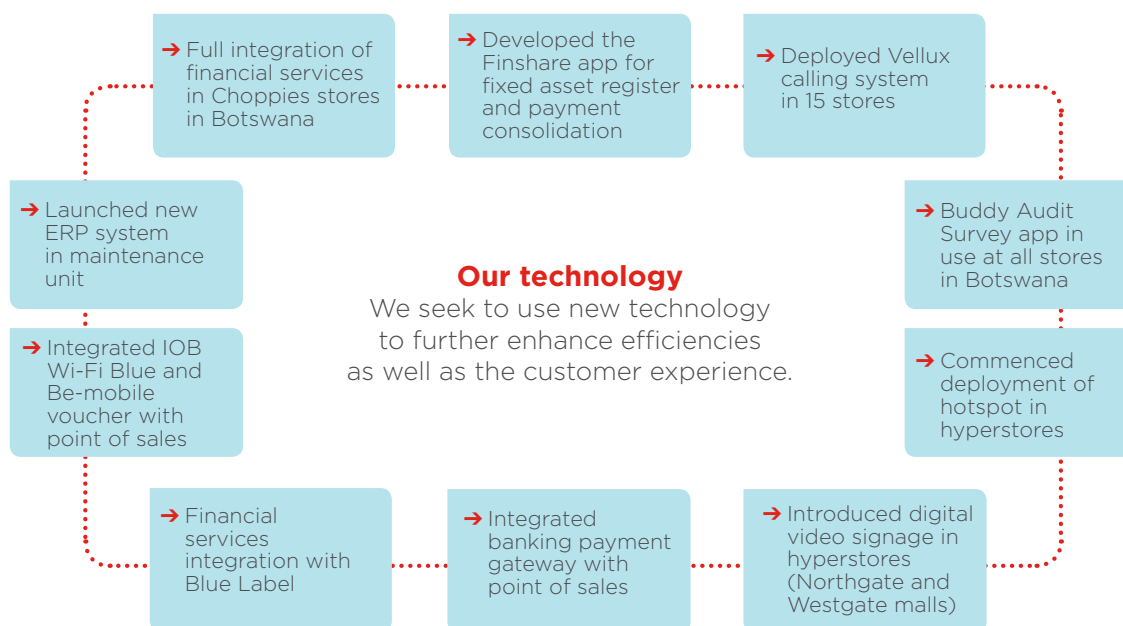 → Full integration of
financial services
in Choppies stores
in Botswana
→ Developed the
Finshare app for
fixed asset register
and payment
consolidation
→ Deployed Vellux
calling system
in 15 stores
→ Launched new
ERP system
in maintenance
unit
→ Buddy Audit
Survey app in
use at all stores
in Botswana
Our technology
We seek to use new technology
to further enhance efficiencies
as well as the customer experience.
→ Integrated IOB
Wi-Fi Blue and
Be-mobile
voucher with
point of sales
→ Commenced
deployment of
hotspot in
hyperstores
→ Financial
services
integration with
Blue Label
→ Integrated
banking payment
gateway with
point of sales
→ Introduced digital
video signage in
hyperstores
(Northgate and
Westgate malls)